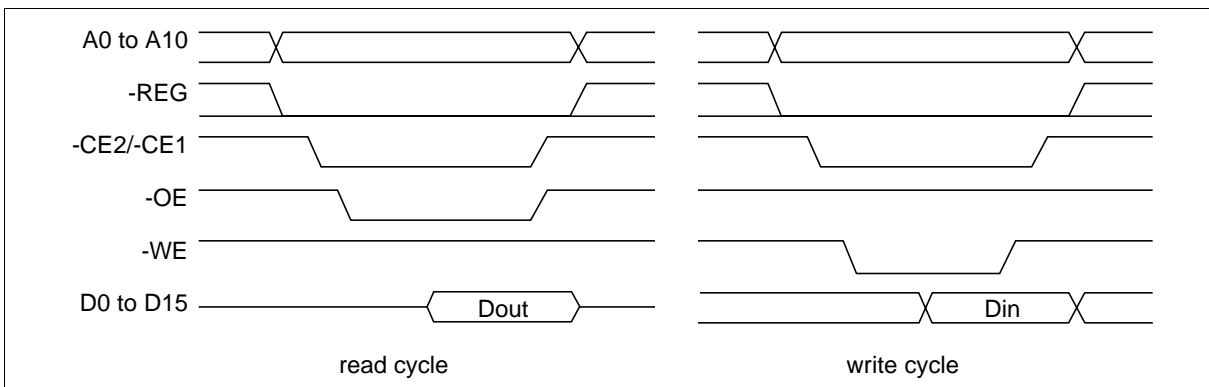 A0 to A10
-REG
-CE2/-CE1
-OE
-WE
D0 to D15
Dout
Din
read cycle
write cycle